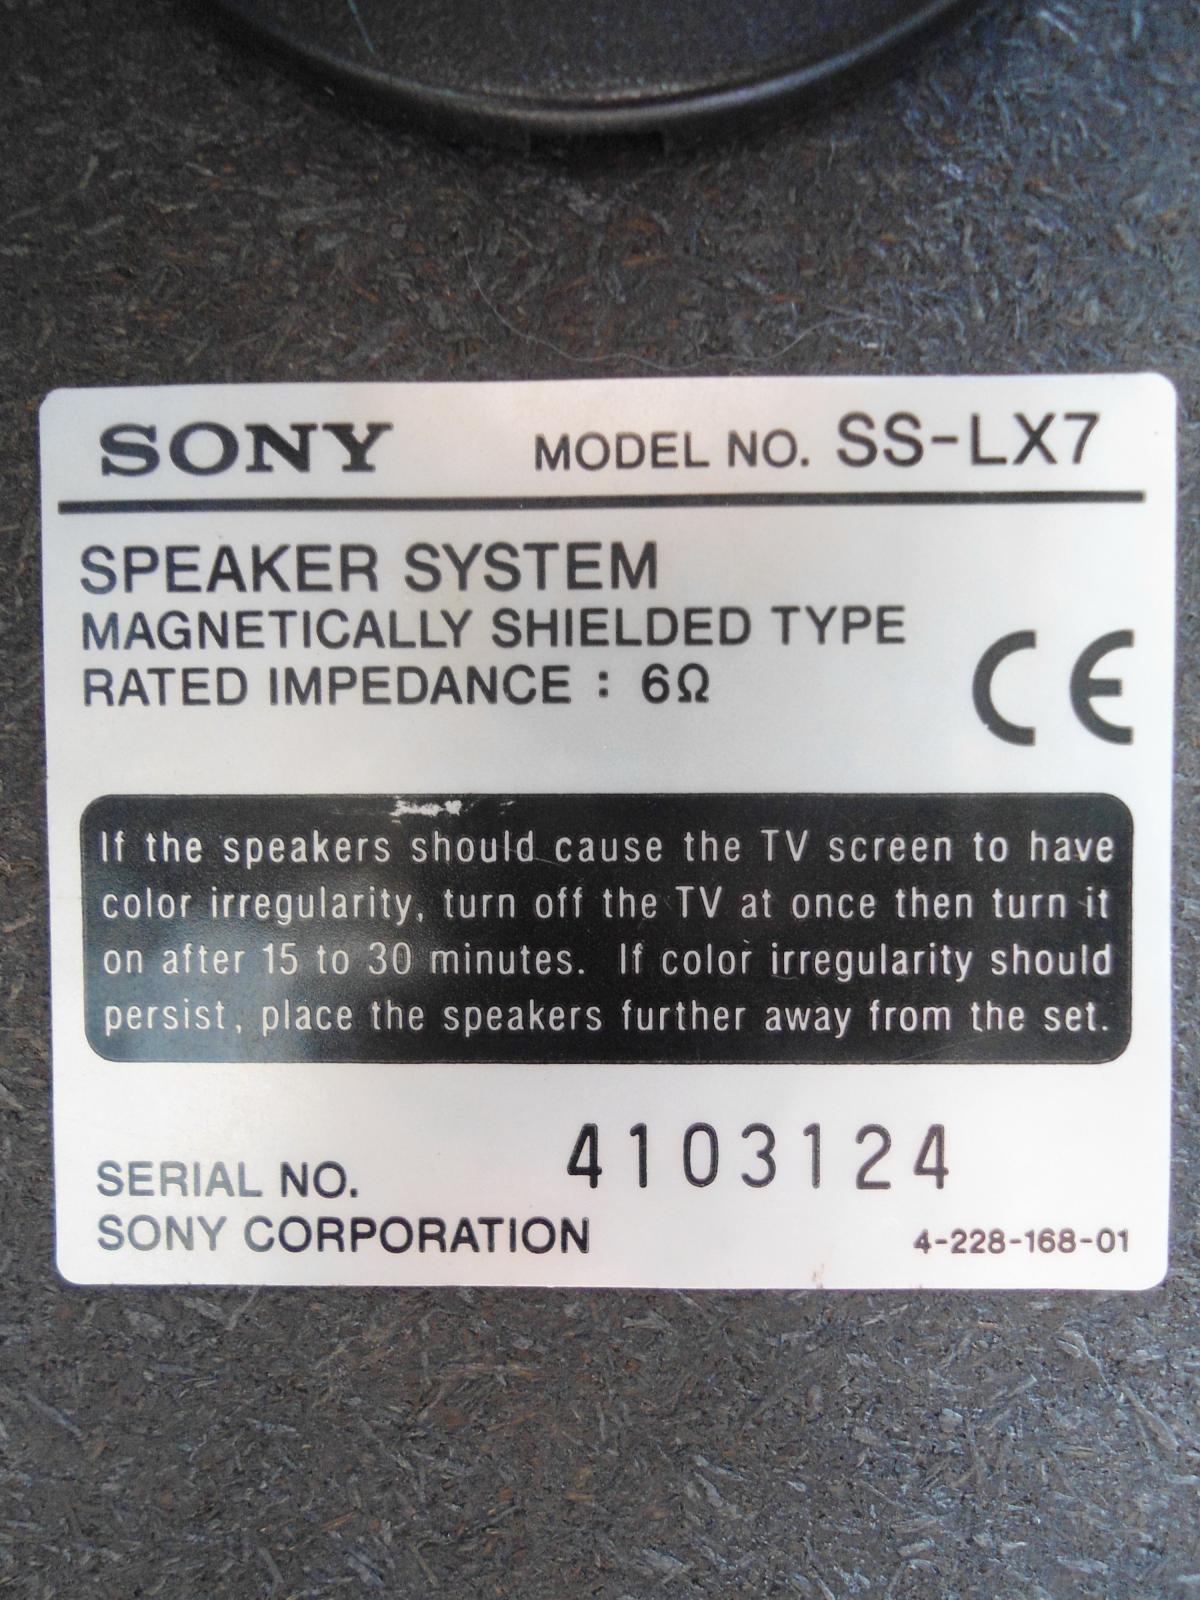 SONY MODEL NO. SS-LX7
SPEAKER SYSTEM
MAGNETICALLY SHIELDED TYPE
RATED IMPEDANCE : 6Ω
CE
If the speakers should cause the TV screen to have
color irregularity, turn off the TV at once then turn it
on after 15 to 30 minutes. If color irregularity should
persist, place the speakers further away from the set.
SERIAL NO. 4103124
SONY CORPORATION 4-228-168-01